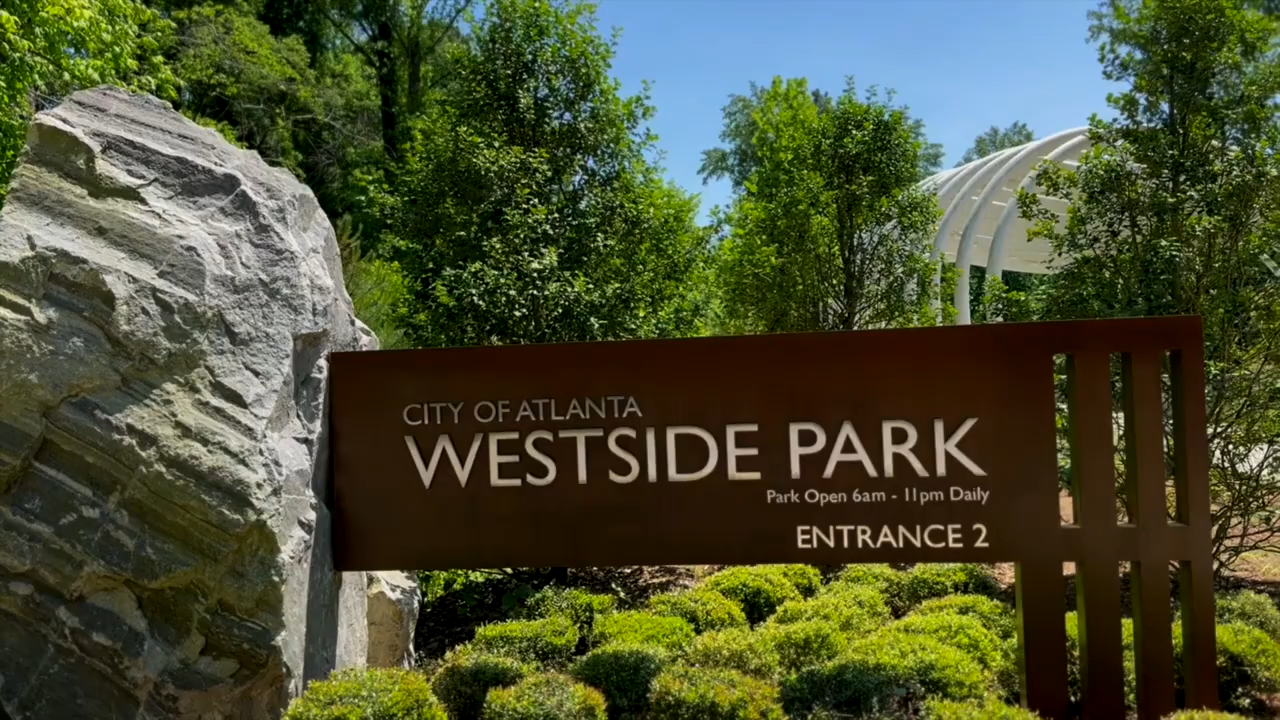 CITY OF ATLANTA
WESTSIDE PARK
Park Open 6am - 11pm Daily
ENTRANCE 2